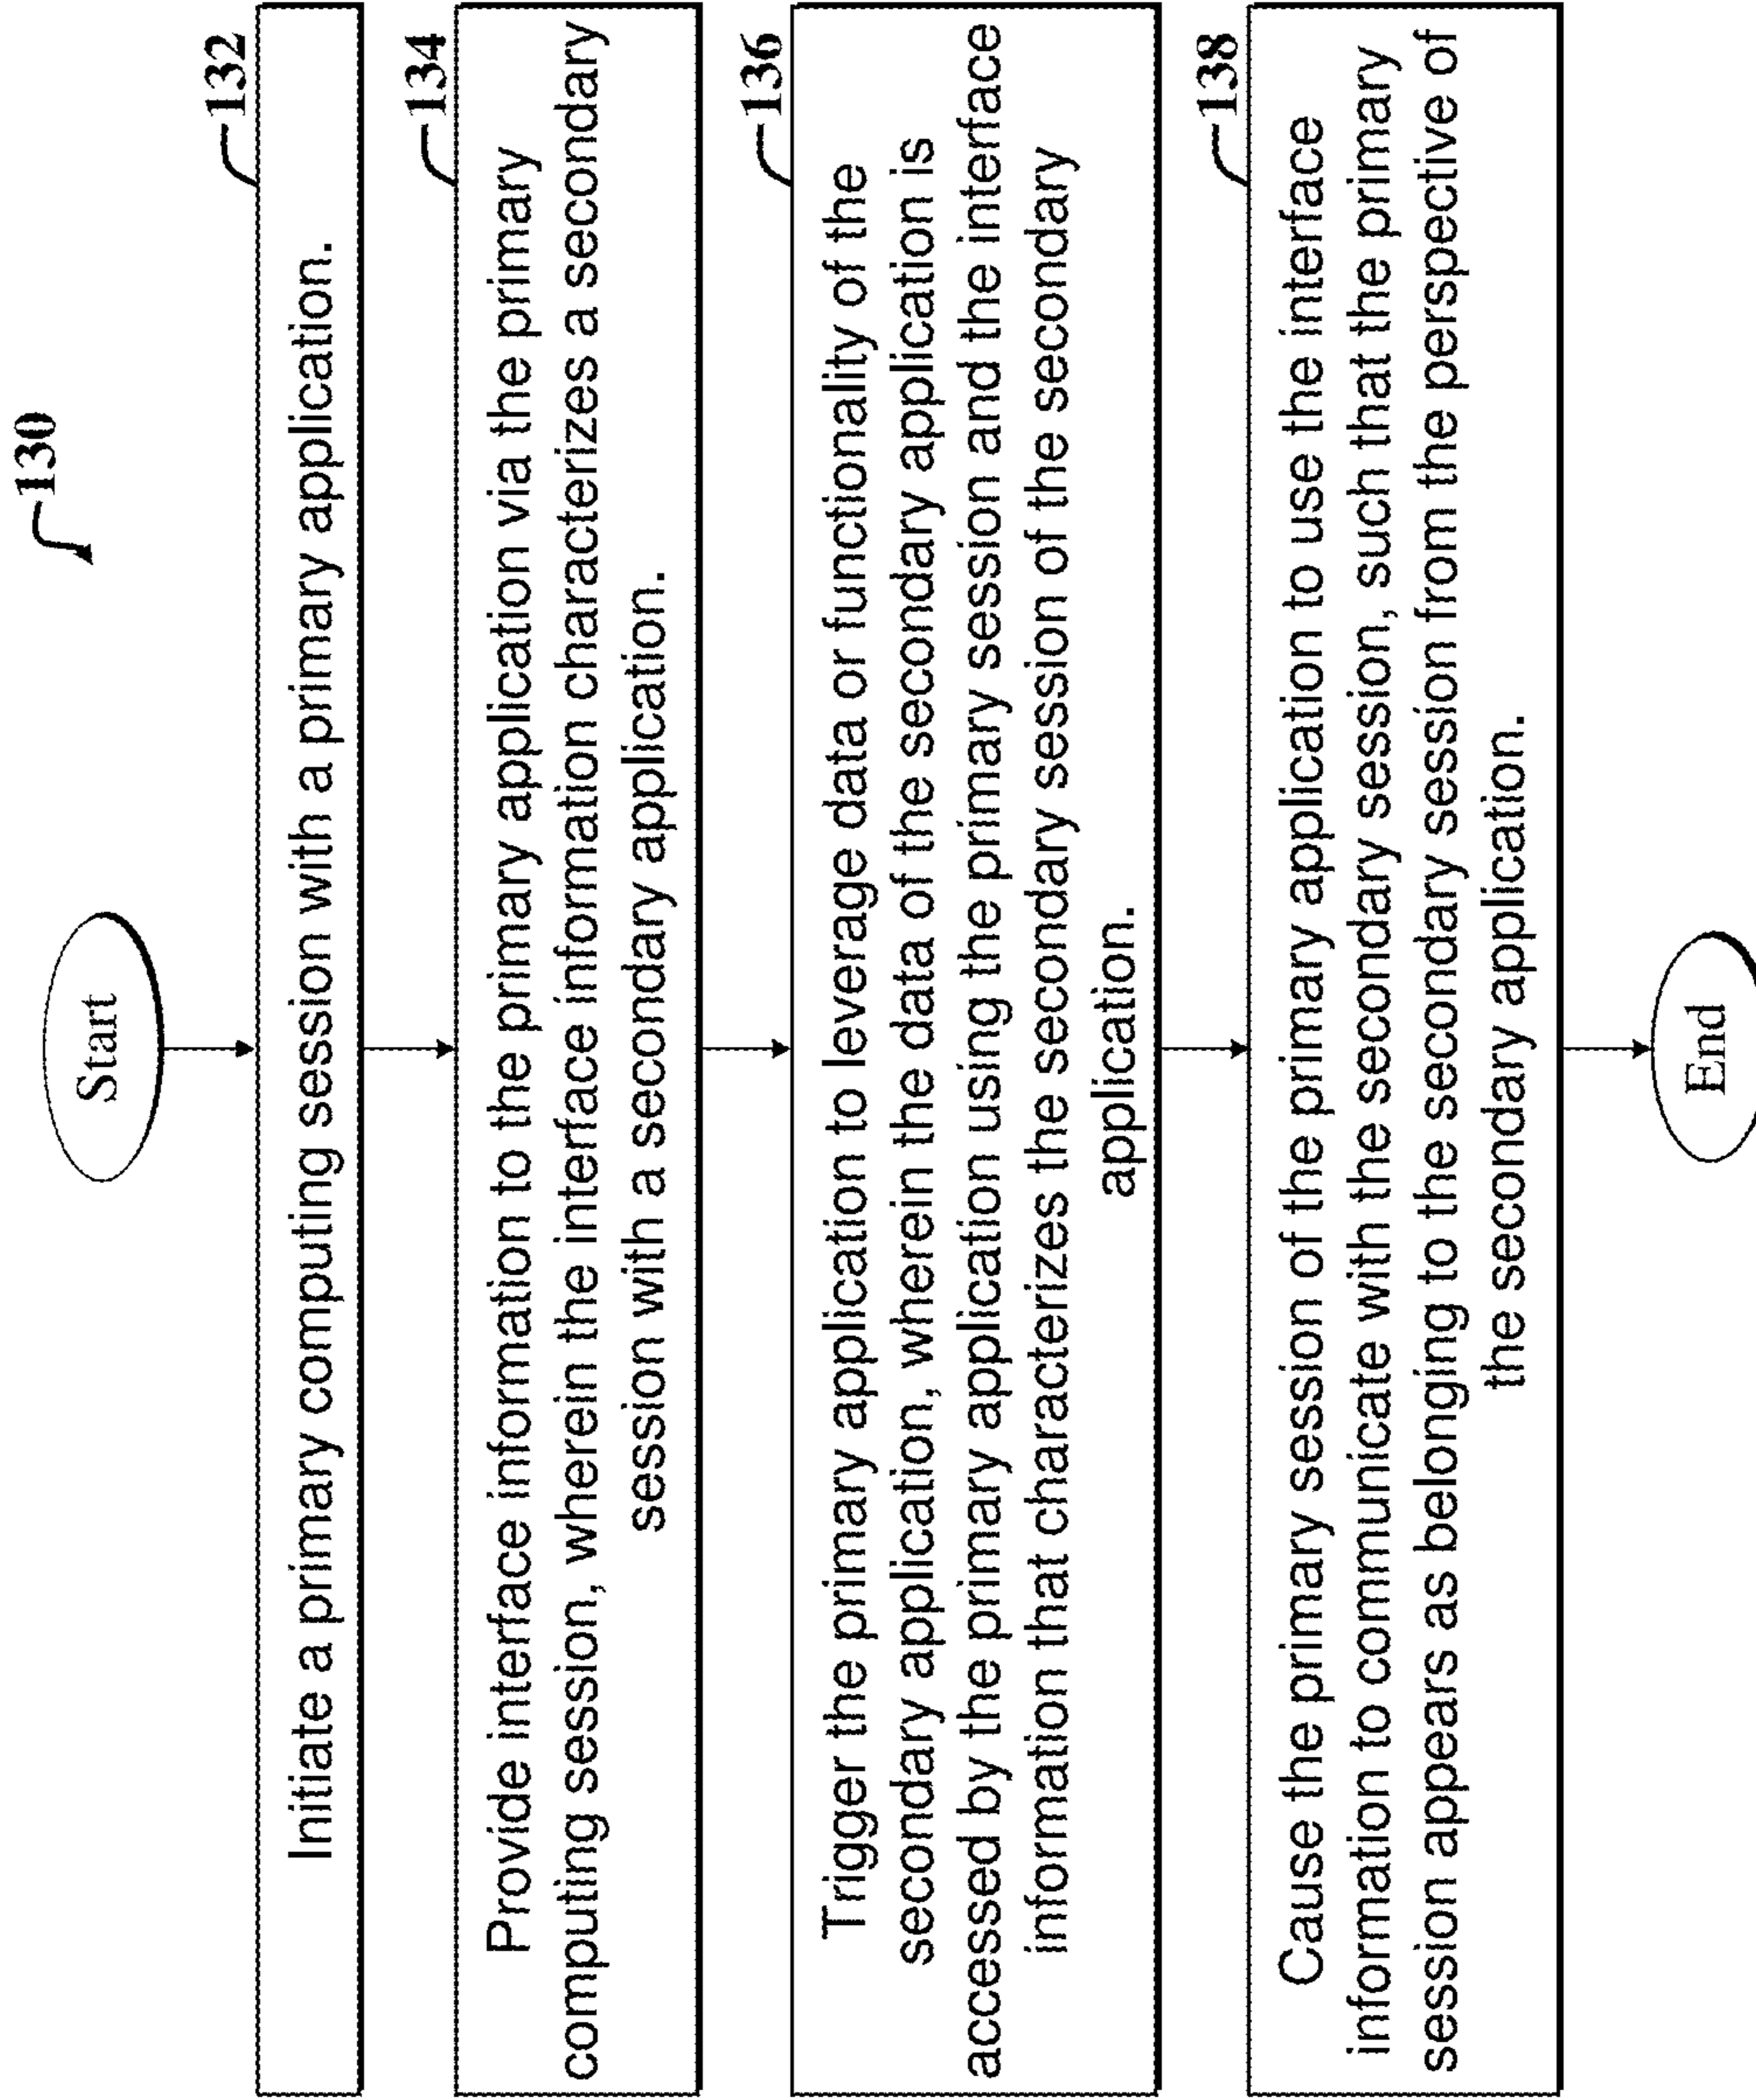 130
Start
132
Initiate a primary computing session with a primary application.
134
Provide interface information to the primary application via the primary
computing session, wherein the interface information characterizes a secondary
session with a secondary application.
136
Trigger the primary application to leverage data or functionality of the
secondary application, wherein the data of the secondary application is
accessed by the primary application using the primary session and the interface
information that characterizes the secondary session of the secondary
application.
138
Cause the primary session of the primary application to use the interface
information to communicate with the secondary session, such that the primary
session appears as belonging to the secondary session from the perspective of
the secondary application.
End